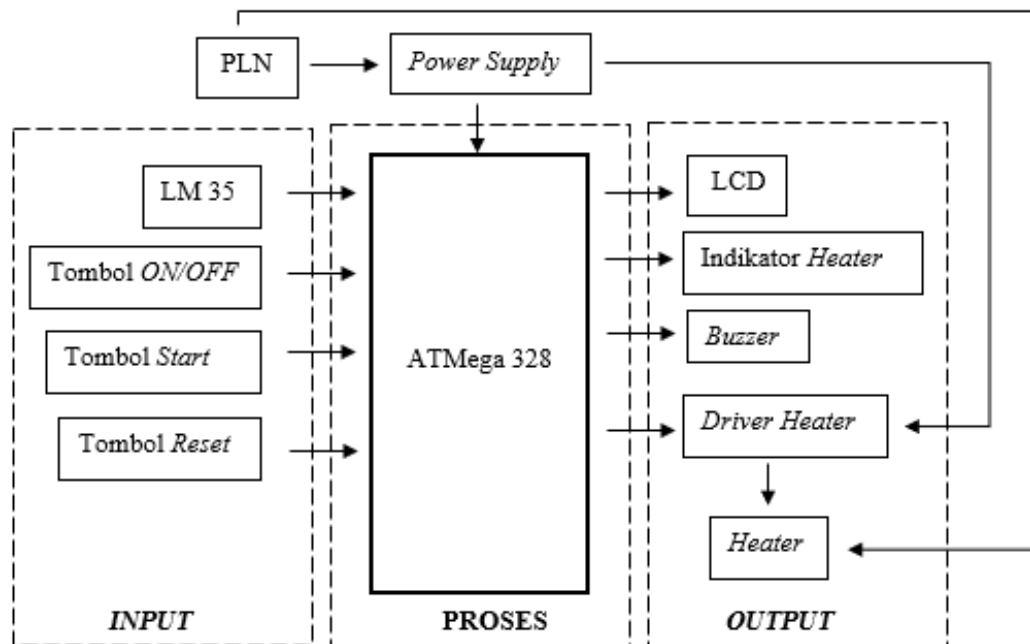 PLN
Power Supply
LM 35
Tombol ON/OFF
Tombol Start
Tombol Reset
INPUT
ATMega 328
PROSES
LCD
Indikator Heater
Buzzer
Driver Heater
Heater
OUTPUT